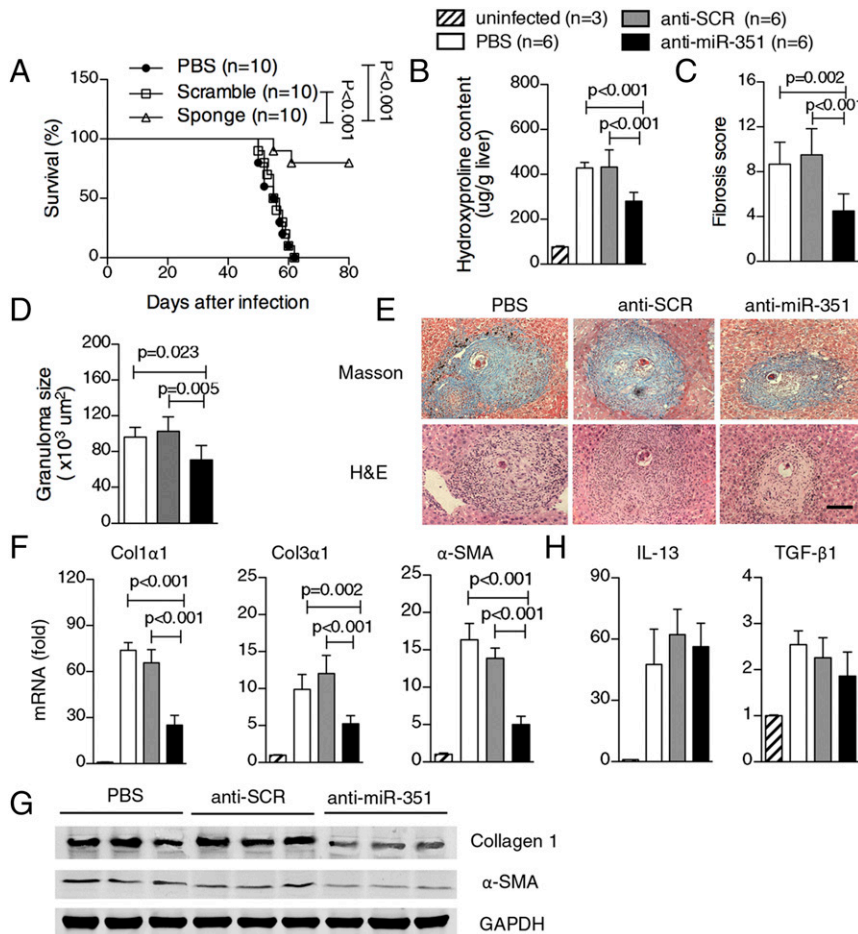 uninfected (n=3)
anti-SCR (n=6)
PBS (n=6)
anti-miR-351 (n=6)
A
PBS (n=10)
Scramble (n=10)
Sponge (n=10)
P<0.001
P<0.001
Survival (%)
150
100
50
0
0 20 40 60 80
Days after infection
B
Hydroxyproline content
(ug/g liver)
800
600
400
200
0
p<0.001
p<0.001
C
Fibrosis score
16
12
8
4
0
p=0.002
p<0.001
D
Granuloma size
( x10³ um²)
200
160
120
80
40
0
p=0.023
p=0.005
E
PBS anti-SCR anti-miR-351
Masson
H&E
F
mRNA (fold)
Col1α1
120
90
60
30
0
p<0.001
p<0.001
Col3α1
25
20
15
10
5
0
p=0.002
p<0.001
α-SMA
25
20
15
10
5
0
p<0.001
p<0.001
H
IL-13
90
60
30
0
TGF-β1
4
3
2
1
0
G
PBS anti-SCR anti-miR-351
Collagen 1
α-SMA
GAPDH